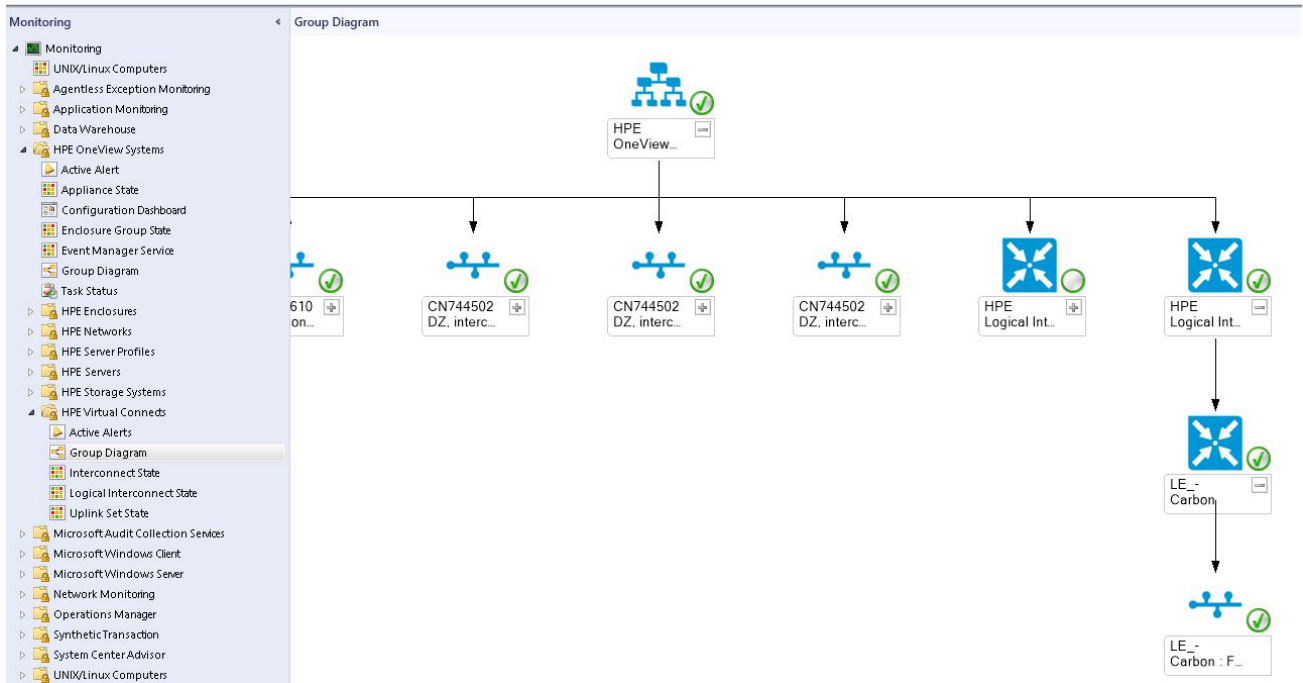 Monitoring
Group Diagram
Monitoring
UNIX/Linux Computers
Agentless Exception Monitoring
Application Monitoring
Data Warehouse
HPE OneView Systems
Active Alert
Appliance State
Configuration Dashboard
Enclosure Group State
Event Manager Service
Group Diagram
Task Status
HPE Enclosures
HPE Networks
HPE Server Profiles
HPE Servers
HPE Storage Systems
HPE Virtual Connects
Active Alerts
Group Diagram
Interconnect State
Logical Interconnect State
Uplink Set State
Microsoft Audit Collection Services
Microsoft Windows Client
Microsoft Windows Server
Network Monitoring
Operations Manager
Synthetic Transaction
System Center Advisor
UNIX/Linux Computers
HPE
OneView...
610
on...
CN744502
DZ, interc...
CN744502
DZ, interc...
CN744502
DZ, interc...
HPE
Logical Int...
HPE
Logical Int...
LE_-
Carbon
LE_-
Carbon : F...